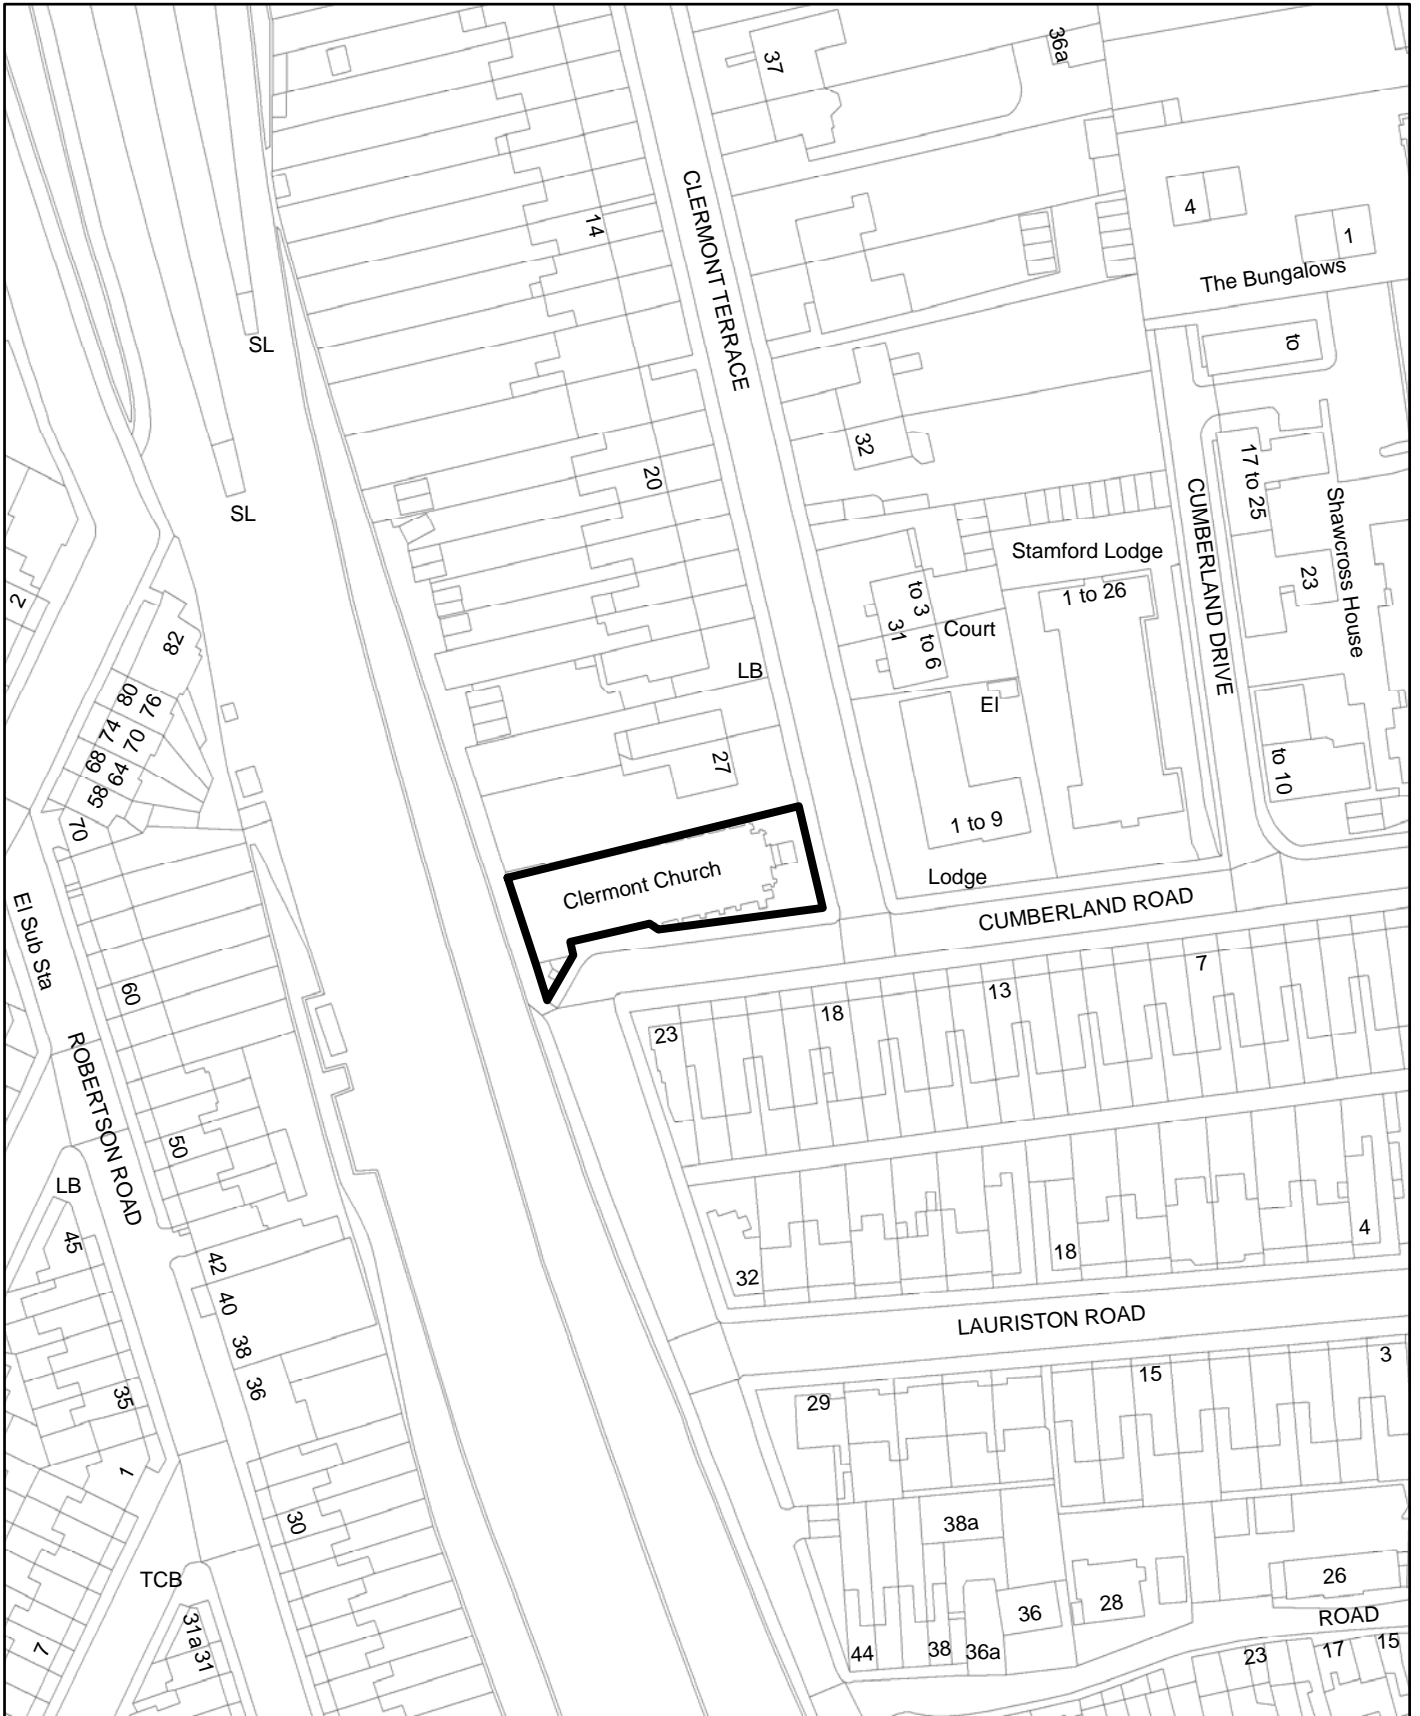 37
36a
CLERMONT TERRACE
14
4
1
The Bungalows
SL
to
32
20
17 to 25
CUMBERLAND DRIVE
Shawcross House
SL
Stamford Lodge
1 to 26
23
to 3
31
to 6
Court
2
82
LB
EI
80
76
74
70
68
64
58
27
to 10
70
1 to 9
Clermont Church
Lodge
CUMBERLAND ROAD
El Sub Sta
7
60
13
18
23
ROBERTSON ROAD
50
LB
45
4
42
18
32
40
LAURISTON ROAD
38
3
36
15
35
29
1
30
38a
TCB
26
28
36
ROAD
31a
31
7
44
38
36a
23
17
15